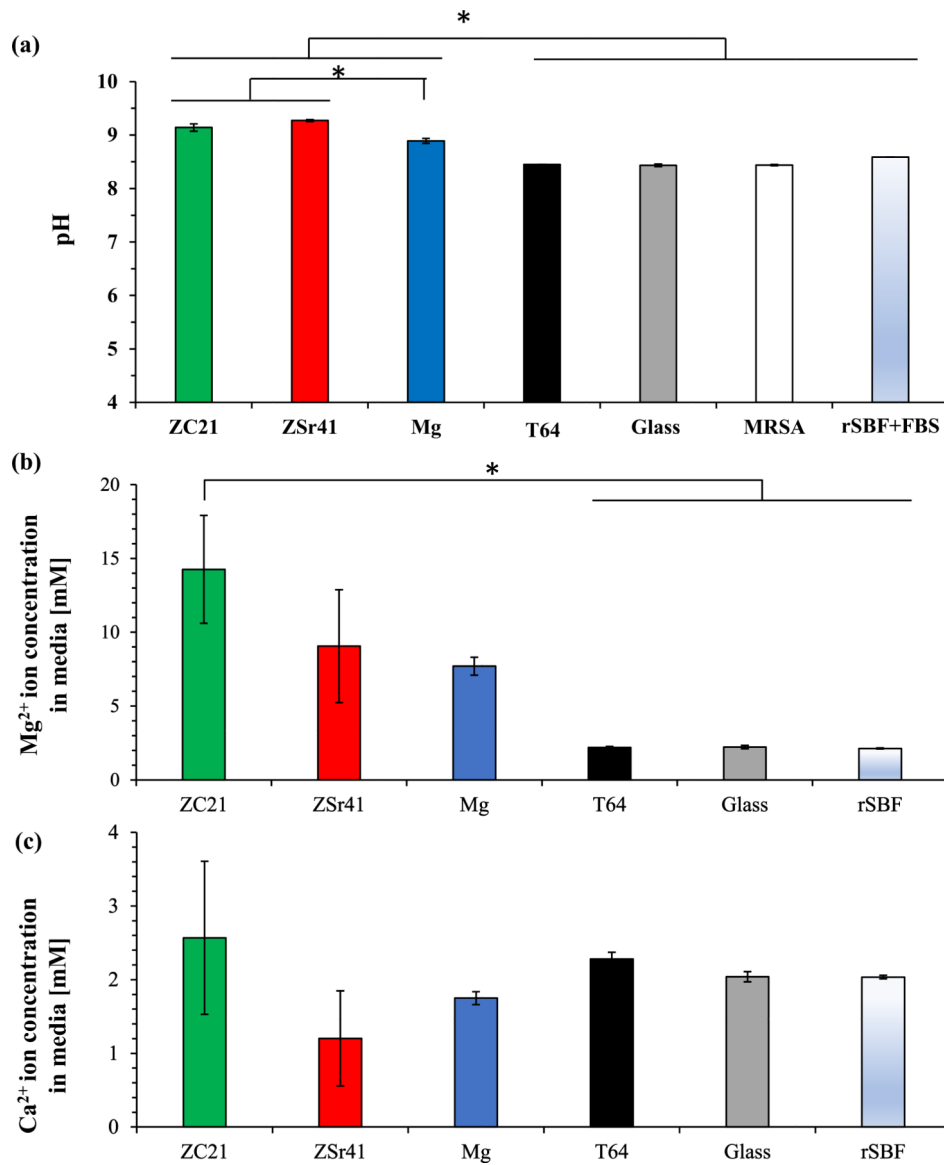 (a)
*
*
10
9
8
7
6
5
4
pH
ZC21 ZSr41 Mg T64 Glass MRSA rSBF+FBS
(b)
*
20
15
10
5
0
Mg²⁺ ion concentration
in media [mM]
ZC21 ZSr41 Mg T64 Glass rSBF
(c)
4
3
2
1
0
Ca²⁺ ion concentration
in media [mM]
ZC21 ZSr41 Mg T64 Glass rSBF